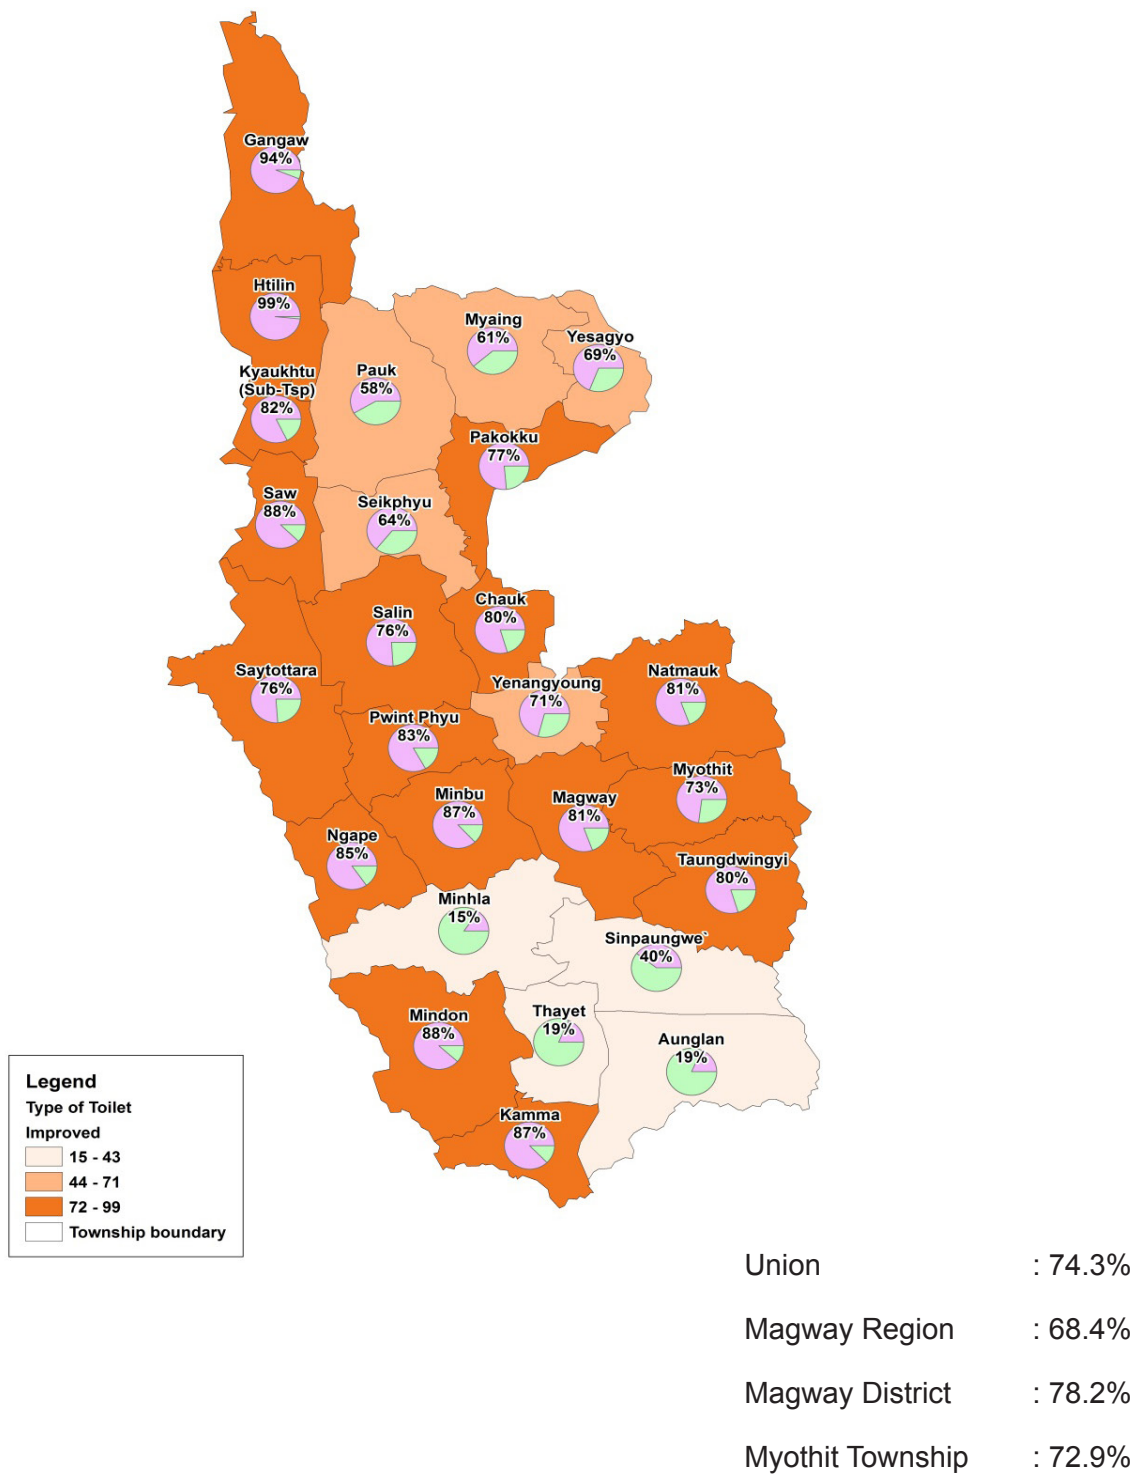 Gangaw
94%
Htilin
99%
Myaing
61%
Yesagyo
69%
Kyaukhtu
(Sub-Tsp)
82%
Pauk
58%
Pakokku
77%
Saw
88%
Seikphyu
64%
Chauk
80%
Salin
76%
Saytottara
76%
Yenangyoung
71%
Natmauk
81%
Pwint Phyu
83%
Myothit
73%
Minbu
87%
Magway
81%
Ngape
85%
Taungdwingyi
80%
Minhla
15%
Sinpaungwe`
40%
Mindon
88%
Thayet
19%
Aunglan
19%
Kamma
87%
Legend
Type of Toilet
Improved
15 - 43
44 - 71
72 - 99
Township boundary
Union : 74.3%
Magway Region : 68.4%
Magway District : 78.2%
Myothit Township : 72.9%